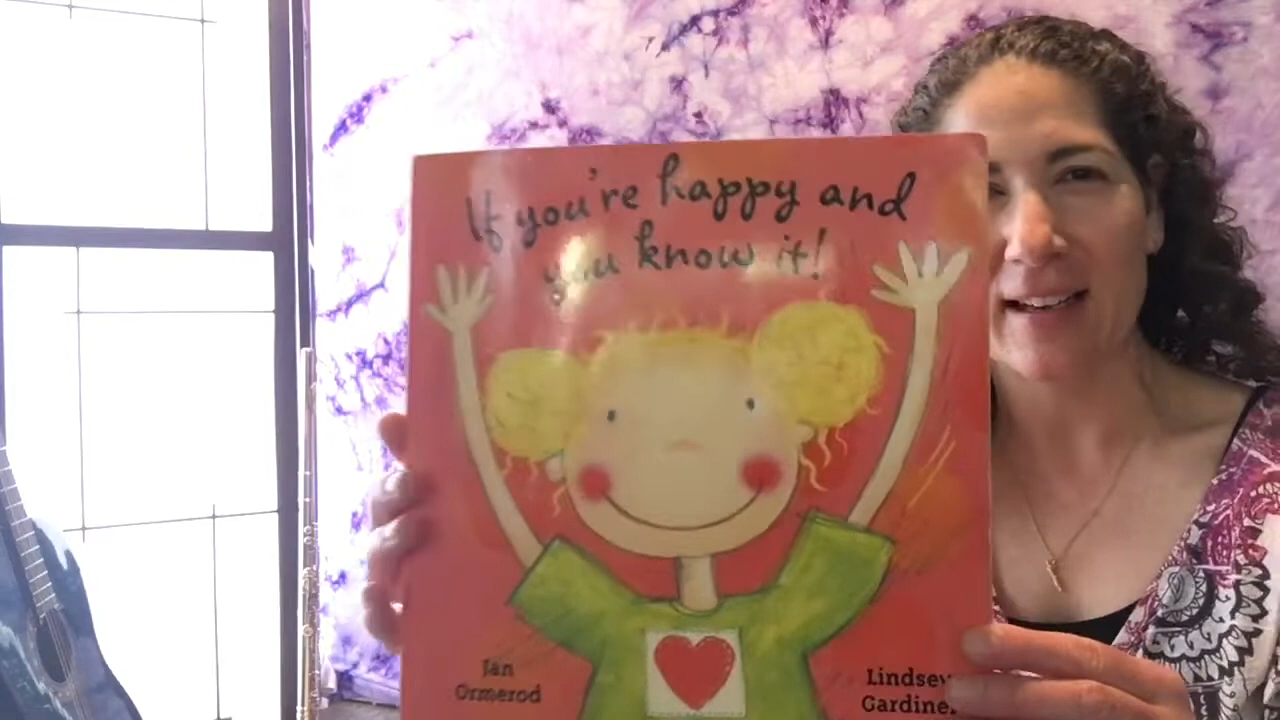 If you're happy and
you know it!
Jan
Ormerod
Lindsey
Gardiner